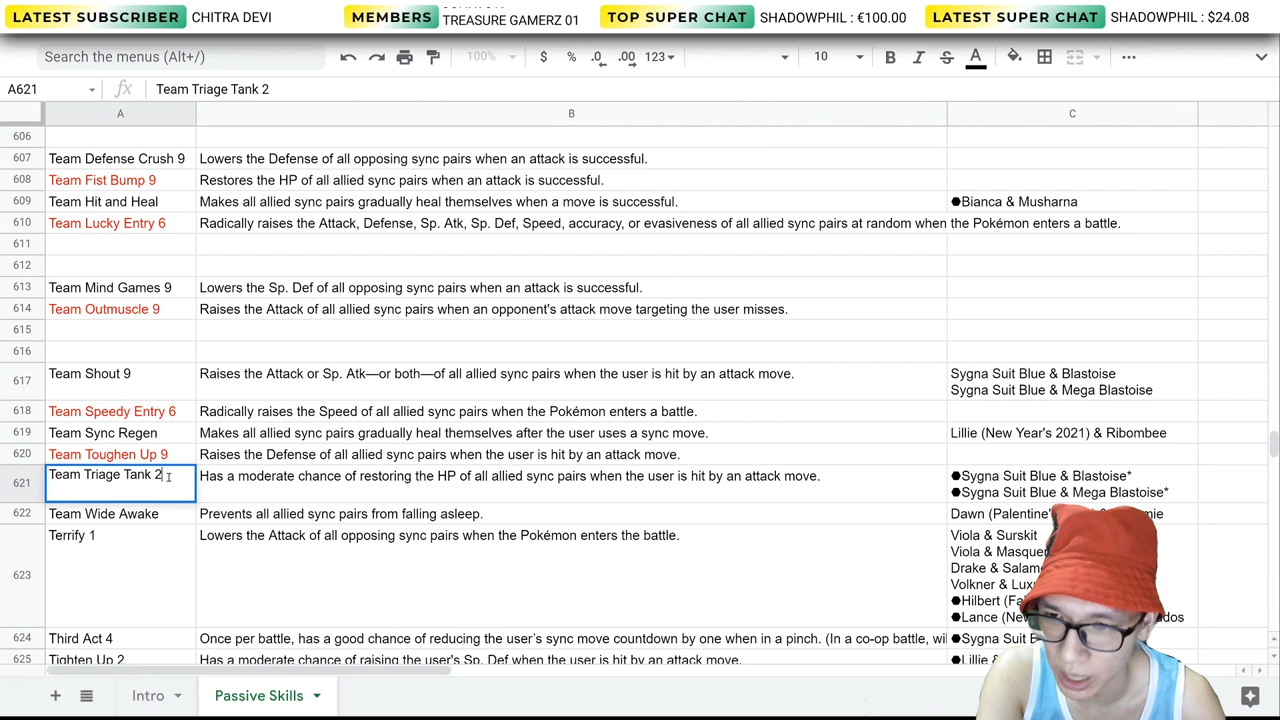 LATEST SUBSCRIBER CHITRA DEVI MEMBERS TREASURE GAMERZ 01 TOP SUPER CHAT SHADOWPHIL : €100.00 LATEST SUPER CHAT SHADOWPHIL : $24.08
Search the menus (Alt+/) 100% $ % .0 .00 123 10 B I S A
A621 fx Team Triage Tank 2
A B C
606
607 Team Defense Crush 9 Lowers the Defense of all opposing sync pairs when an attack is successful.
608 Team Fist Bump 9 Restores the HP of all allied sync pairs when an attack is successful.
609 Team Hit and Heal Makes all allied sync pairs gradually heal themselves when a move is successful. ⬣Bianca & Musharna
610 Team Lucky Entry 6 Radically raises the Attack, Defense, Sp. Atk, Sp. Def, Speed, accuracy, or evasiveness of all allied sync pairs at random when the Pokémon enters a battle.
611
612
613 Team Mind Games 9 Lowers the Sp. Def of all opposing sync pairs when an attack is successful.
614 Team Outmuscle 9 Raises the Attack of all allied sync pairs when an opponent's attack move targeting the user misses.
615
616
617 Team Shout 9 Raises the Attack or Sp. Atk—or both—of all allied sync pairs when the user is hit by an attack move. Sygna Suit Blue & Blastoise
Sygna Suit Blue & Mega Blastoise
618 Team Speedy Entry 6 Radically raises the Speed of all allied sync pairs when the Pokémon enters a battle.
619 Team Sync Regen Makes all allied sync pairs gradually heal themselves after the user uses a sync move. Lillie (New Year's 2021) & Ribombee
620 Team Toughen Up 9 Raises the Defense of all allied sync pairs when the user is hit by an attack move.
621 Team Triage Tank 2 Has a moderate chance of restoring the HP of all allied sync pairs when the user is hit by an attack move. ⬣Sygna Suit Blue & Blastoise*
⬣Sygna Suit Blue & Mega Blastoise*
622 Team Wide Awake Prevents all allied sync pairs from falling asleep. Dawn (Palentine's
623 Terrify 1 Lowers the Attack of all opposing sync pairs when the Pokémon enters the battle. Viola & Surskit
Viola &
Drake &
Volkner &
⬣Hilbert
⬣Lance
624 Third Act 4 Once per battle, has a good chance of reducing the user's sync move countdown by one when in a pinch. (In a co-op battle, ⬣Sygna Suit
625 Tighten Up 2 Has a moderate chance of raising the user's Sp. Def when the user is hit by an attack move. ⬣Lillie
+ Intro Passive Skills